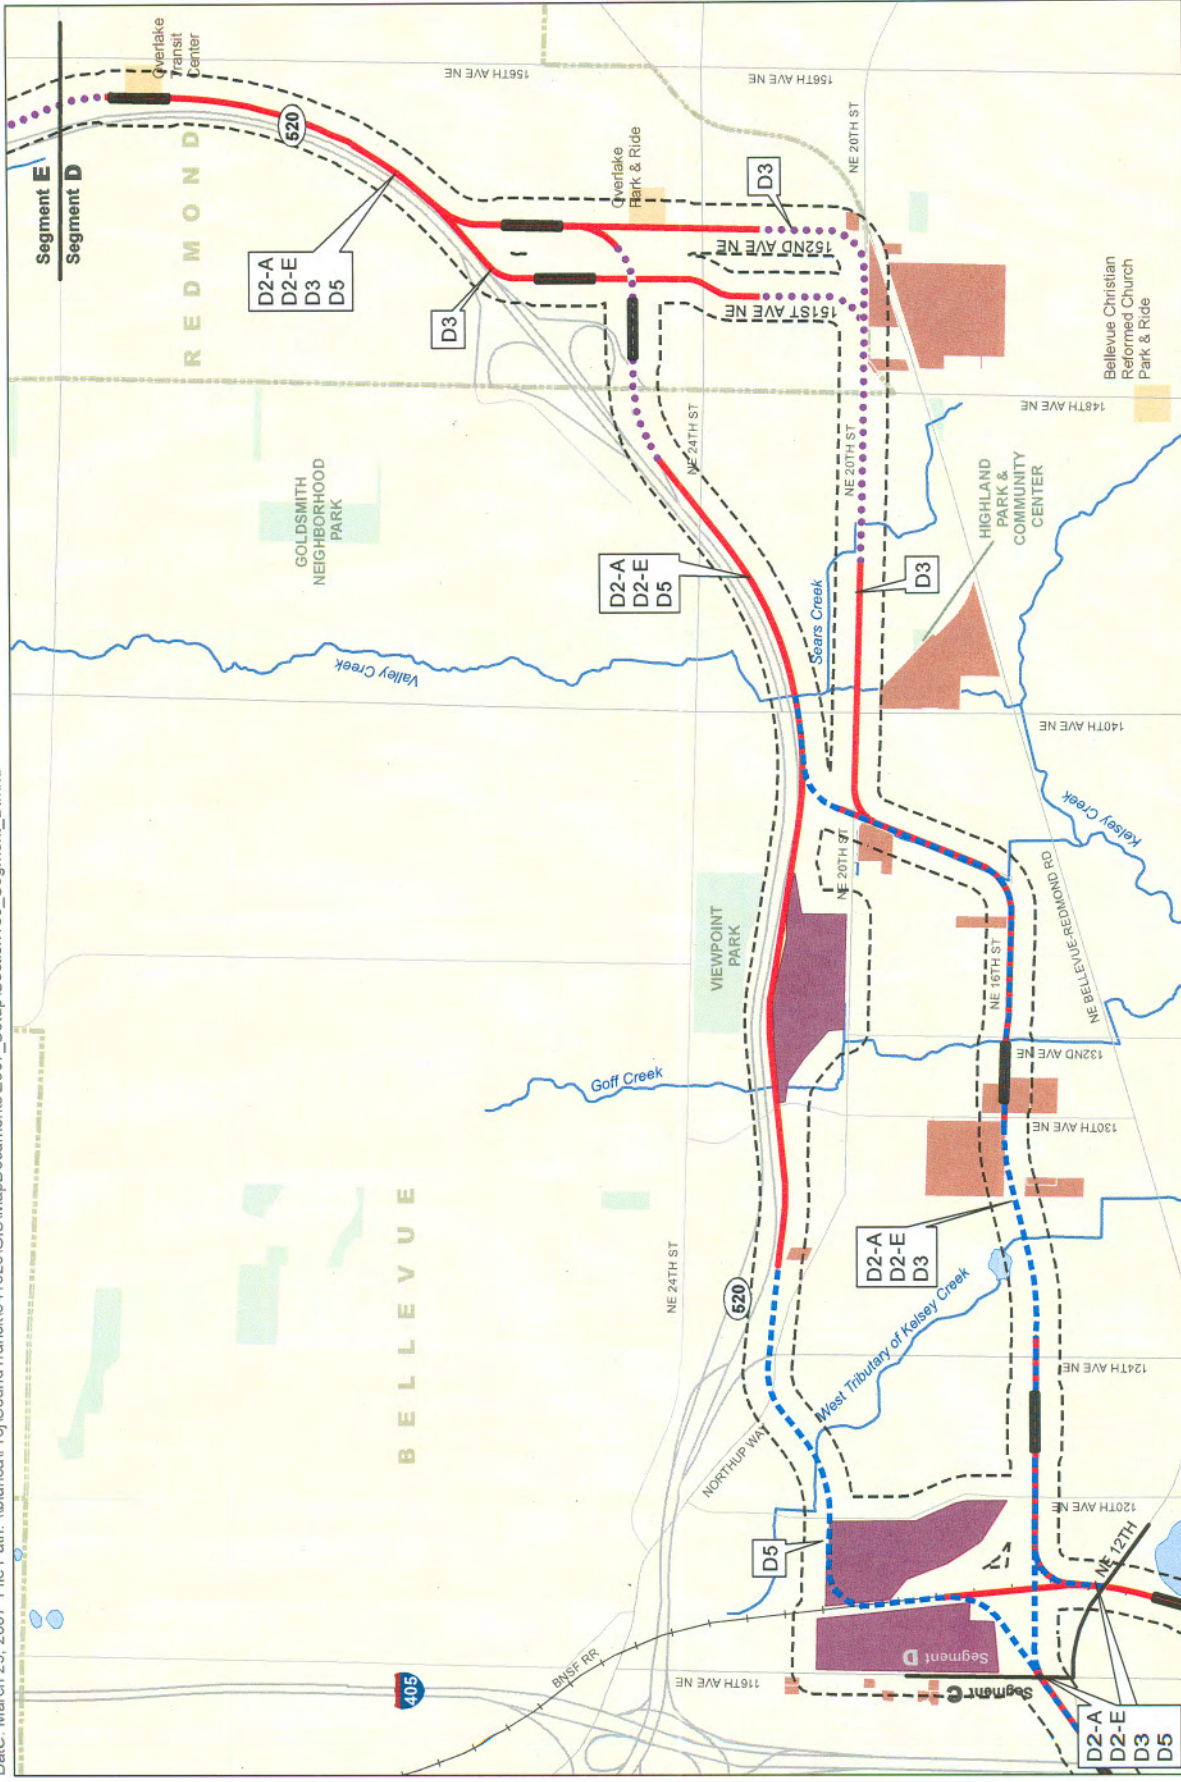 Segment E
Segment D
Overlake
Transit
Center
156TH AVE NE
156TH AVE NE
520
REDMOND
D2-A
D2-E
D3
D5
D3
Overlake
Park & Ride
D3
NE 20TH ST
152ND AVE NE
151ST AVE NE
Bellevue Christian
Reformed Church
Park & Ride
148TH AVE NE
NE 24TH ST
NE 20TH ST
GOLDSMITH
NEIGHBORHOOD
PARK
HIGHLAND
PARK &
COMMUNITY
CENTER
D2-A
D2-E
D5
D3
Sears Creek
Valley Creek
140TH AVE NE
Kelsey Creek
NE 20TH ST
VIEWPOINT
PARK
NE 16TH ST
NE BELLEVUE-REDMOND RD
132ND AVE NE
Goff Creek
130TH AVE NE
BELLEVUE
D2-A
D2-E
D3
NE 24TH ST
520
West Tributary of Kelsey Creek
124TH AVE NE
NORTHUP WAY
120TH AVE NE
D5
NE 12TH
BNSF RR
116TH AVE NE
Segment D
Segment C
405
D2-A
D2-E
D3
D5